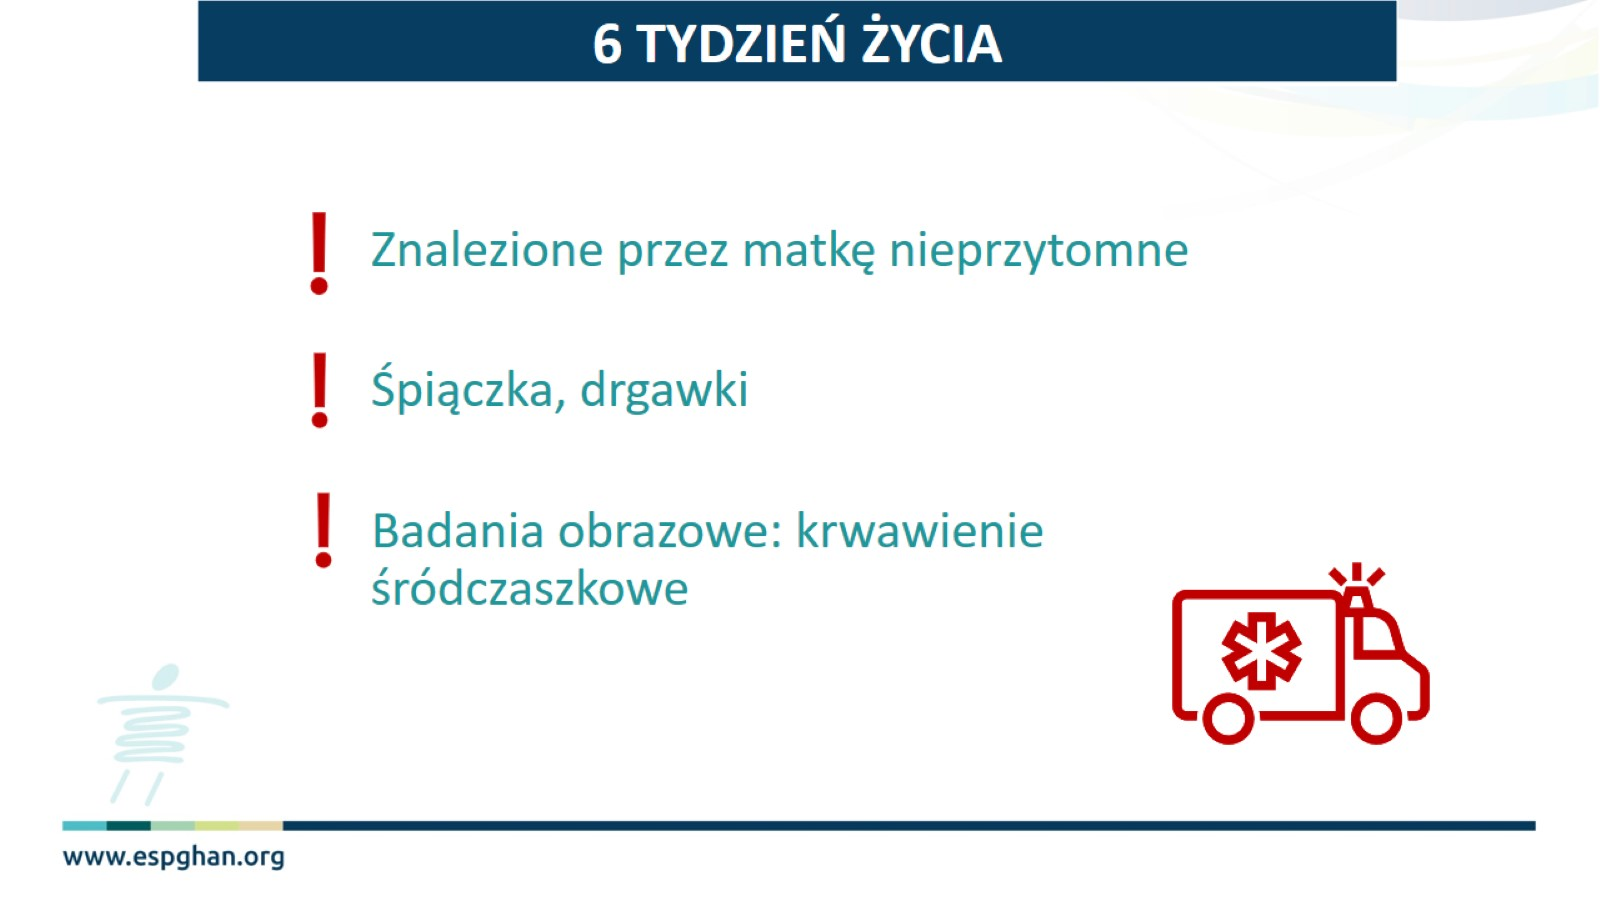 6 TYDZIEŃ ŻYCIA
Znalezione przez matkę nieprzytomne
Śpiączka, drgawki
Badania obrazowe: krwawienie
śródczaszkowe
www.espghan.org